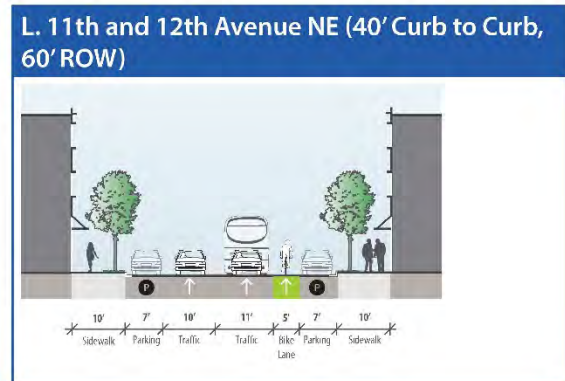 L. 11th and 12th Avenue NE (40' Curb to Curb,
60' ROW)
P P
10' 7' 10' 11' 5' 7' 10'
Sidewalk Parking Traffic Traffic Bike Lane Parking Sidewalk